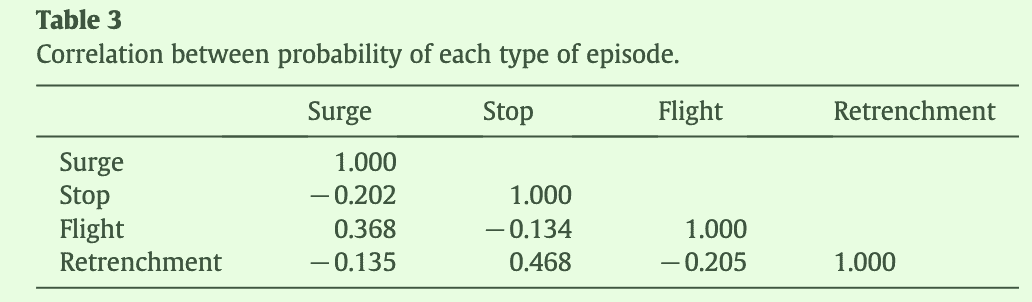 Table 3
Correlation between probability of each type of episode.
Surge Stop Flight Retrenchment
Surge 1.000
Stop −0.202 1.000
Flight 0.368 −0.134 1.000
Retrenchment −0.135 0.468 −0.205 1.000